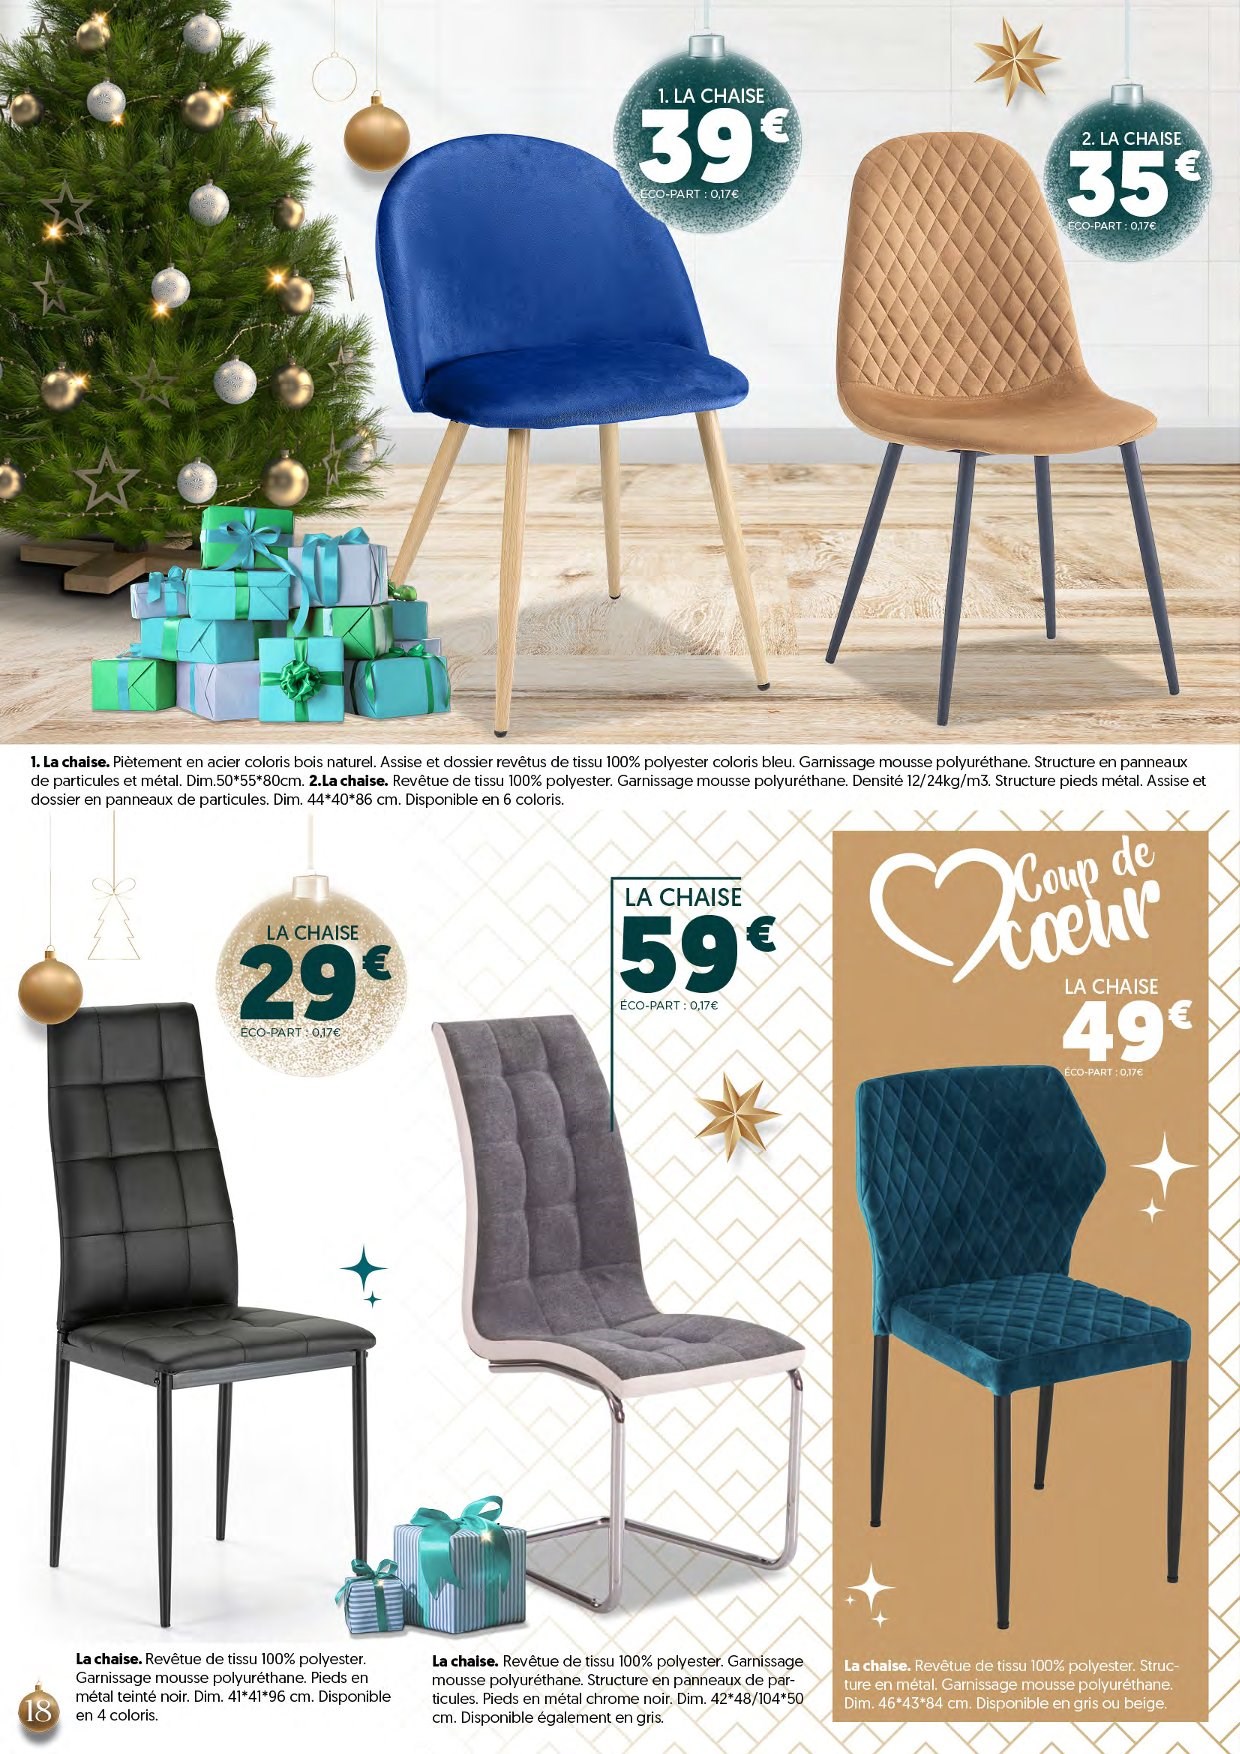 1. LA CHAISE
39€
ÉCO-PART : 0,17€
2. LA CHAISE
35€
ÉCO-PART : 0,17€
1. La chaise. Piètement en acier coloris bois naturel. Assise et dossier revêtus de tissu 100% polyester coloris bleu. Garnissage mousse polyuréthane. Structure en panneaux
de particules et métal. Dim.50*55*80cm. 2.La chaise. Revêtue de tissu 100% polyester. Garnissage mousse polyuréthane. Densité 12/24kg/m3. Structure pieds métal. Assise et
dossier en panneaux de particules. Dim. 44*40*86 cm. Disponible en 6 coloris.
LA CHAISE
29€
ÉCO-PART : 0,17€
LA CHAISE
59€
ÉCO-PART : 0,17€
Coup de
cœur
LA CHAISE
49€
ÉCO-PART : 0,17€
La chaise. Revêtue de tissu 100% polyester.
Garnissage mousse polyuréthane. Pieds en
métal teinté noir. Dim. 41*41*96 cm. Disponible
en 4 coloris.
La chaise. Revêtue de tissu 100% polyester. Garnissage
mousse polyuréthane. Structure en panneaux de par-
ticules. Pieds en métal chrome noir. Dim. 42*48/104*50
cm. Disponible également en gris.
La chaise. Revêtue de tissu 100% polyester. Struc-
ture en métal. Garnissage mousse polyuréthane.
Dim. 46*43*84 cm. Disponible en gris ou beige.
18